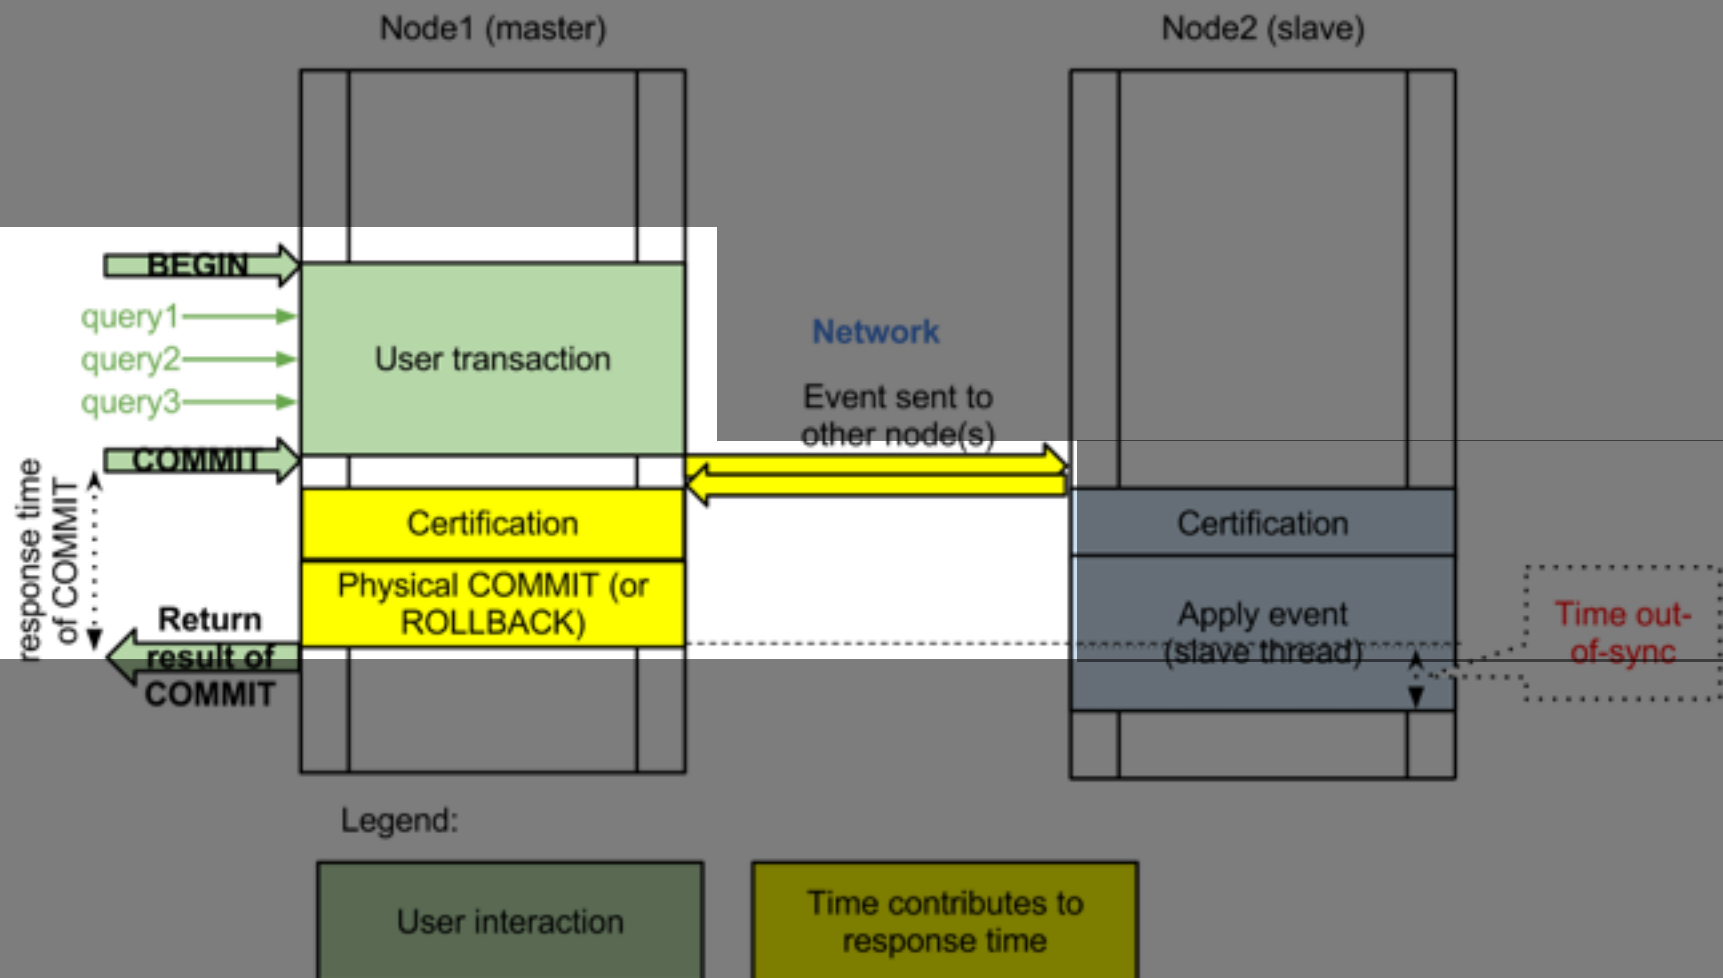 Node1 (master)
Node2 (slave)
BEGIN
query1
query2
query3
COMMIT
User transaction
Network
Event sent to
other node(s)
response time
of COMMIT
Certification
Physical COMMIT (or
ROLLBACK)
Return
result of
COMMIT
Certification
Apply event
(slave thread)
Time out-
of-sync
Legend:
User interaction
Time contributes to
response time